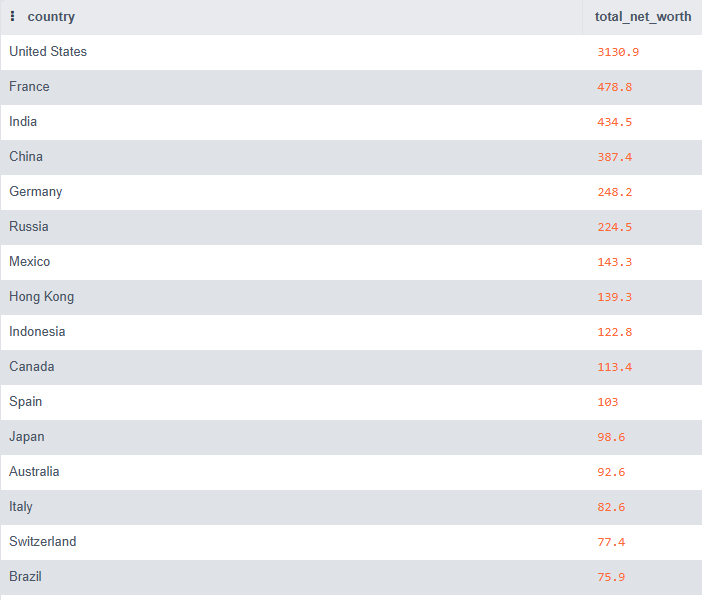 country total_net_worth
United States 3130.9
France 478.8
India 434.5
China 387.4
Germany 248.2
Russia 224.5
Mexico 143.3
Hong Kong 139.3
Indonesia 122.8
Canada 113.4
Spain 103
Japan 98.6
Australia 92.6
Italy 82.6
Switzerland 77.4
Brazil 75.9